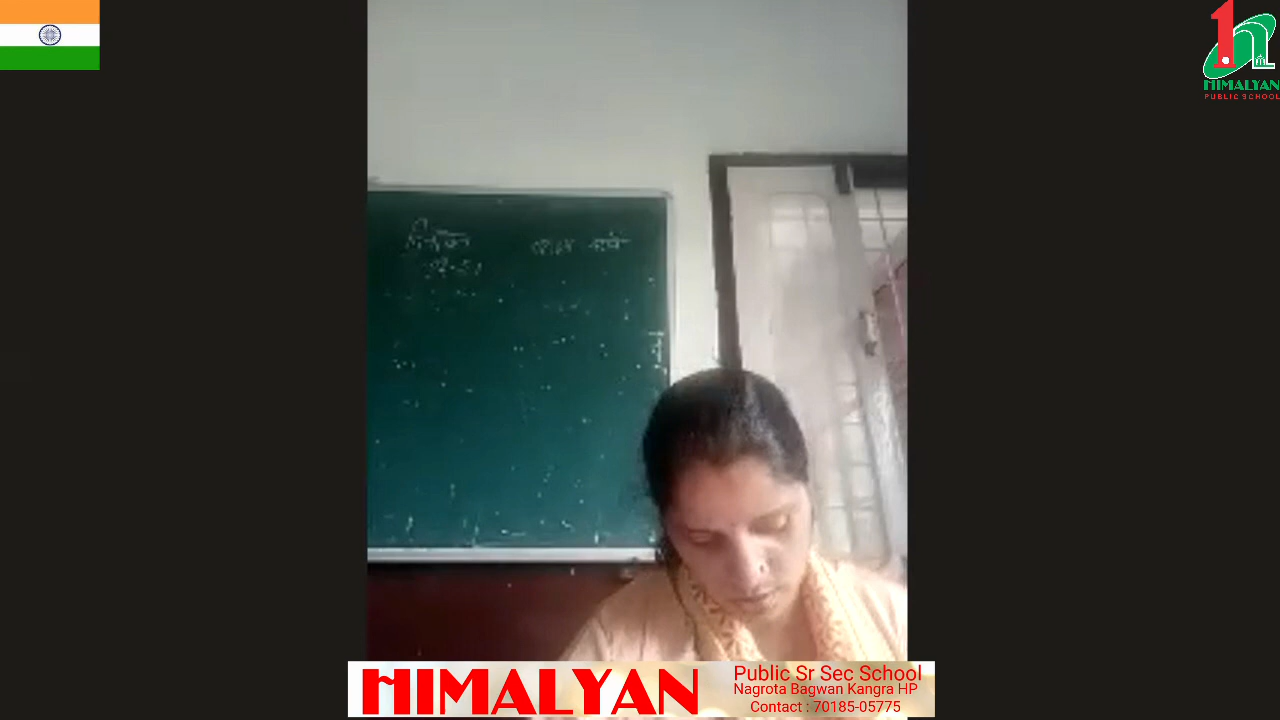 HIMALYAN
PUBLIC SCHOOL
दिनांक
HIMALYAN
Public Sr Sec School
Nagrota Bagwan Kangra HP
Contact : 70185-05775